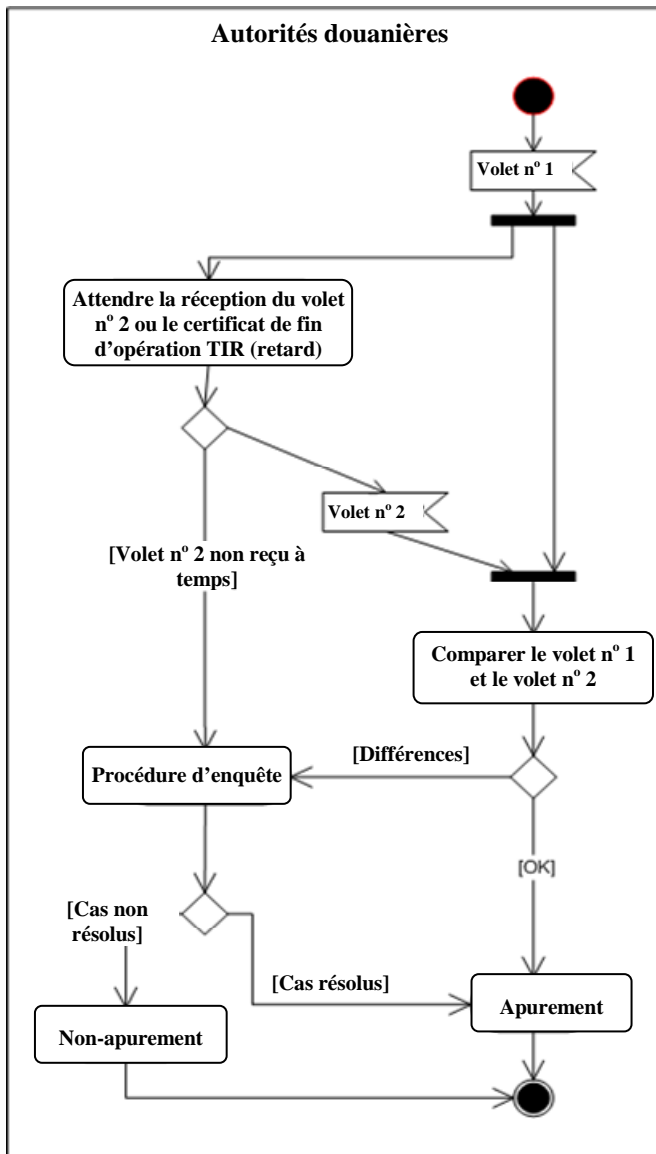 Autorités douanières
Volet nº 1
Attendre la réception du volet
nº 2 ou le certificat de fin
d’opération TIR (retard)
Volet nº 2
[Volet nº 2 non reçu à
temps]
Comparer le volet nº 1
et le volet nº 2
[Différences]
Procédure d’enquête
[OK]
[Cas non
résolus]
[Cas résolus]
Apurement
Non-apurement